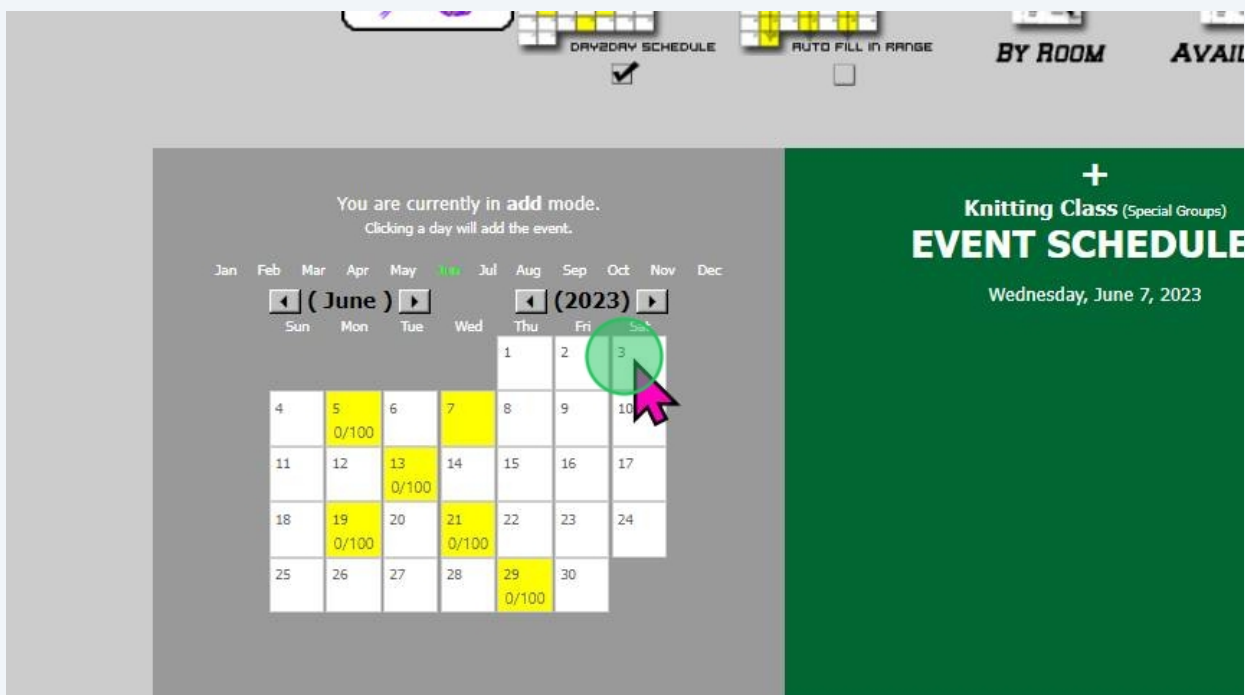 DAY2DAY SCHEDULE
AUTO FILL IN RANGE
BY ROOM
AVAIL
You are currently in add mode.
Clicking a day will add the event.
Jan Feb Mar Apr May Jun Jul Aug Sep Oct Nov Dec
( June ) (2023)
Sun Mon Tue Wed Thu Fri Sat
1 2 3
4 5 6 7 8 9 10
0/100
11 12 13 14 15 16 17
0/100
18 19 20 21 22 23 24
0/100 0/100
25 26 27 28 29 30
0/100
+
Knitting Class (Special Groups)
EVENT SCHEDULE
Wednesday, June 7, 2023